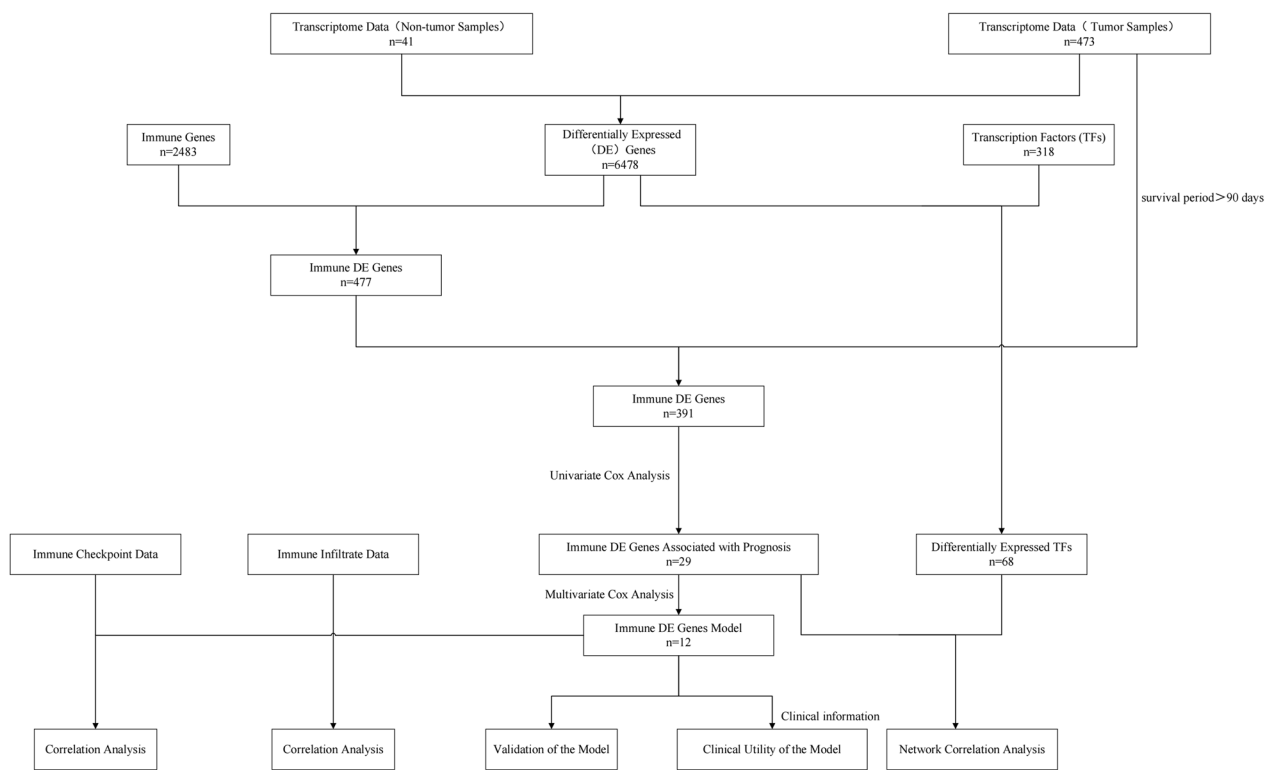 Transcriptome Data（Non-tumor Samples）
n=41
Transcriptome Data（ Tumor Samples）
n=473
Immune Genes
n=2483
Differentially Expressed
（DE）Genes
n=6478
Transcription Factors (TFs)
n=318
survival period＞90 days
Immune DE Genes
n=477
Immune DE Genes
n=391
Univariate Cox Analysis
Immune Checkpoint Data
Immune Infiltrate Data
Immune DE Genes Associated with Prognosis
n=29
Differentially Expressed TFs
n=68
Multivariate Cox Analysis
Immune DE Genes Model
n=12
Clinical information
Correlation Analysis
Correlation Analysis
Validation of the Model
Clinical Utility of the Model
Network Correlation Analysis